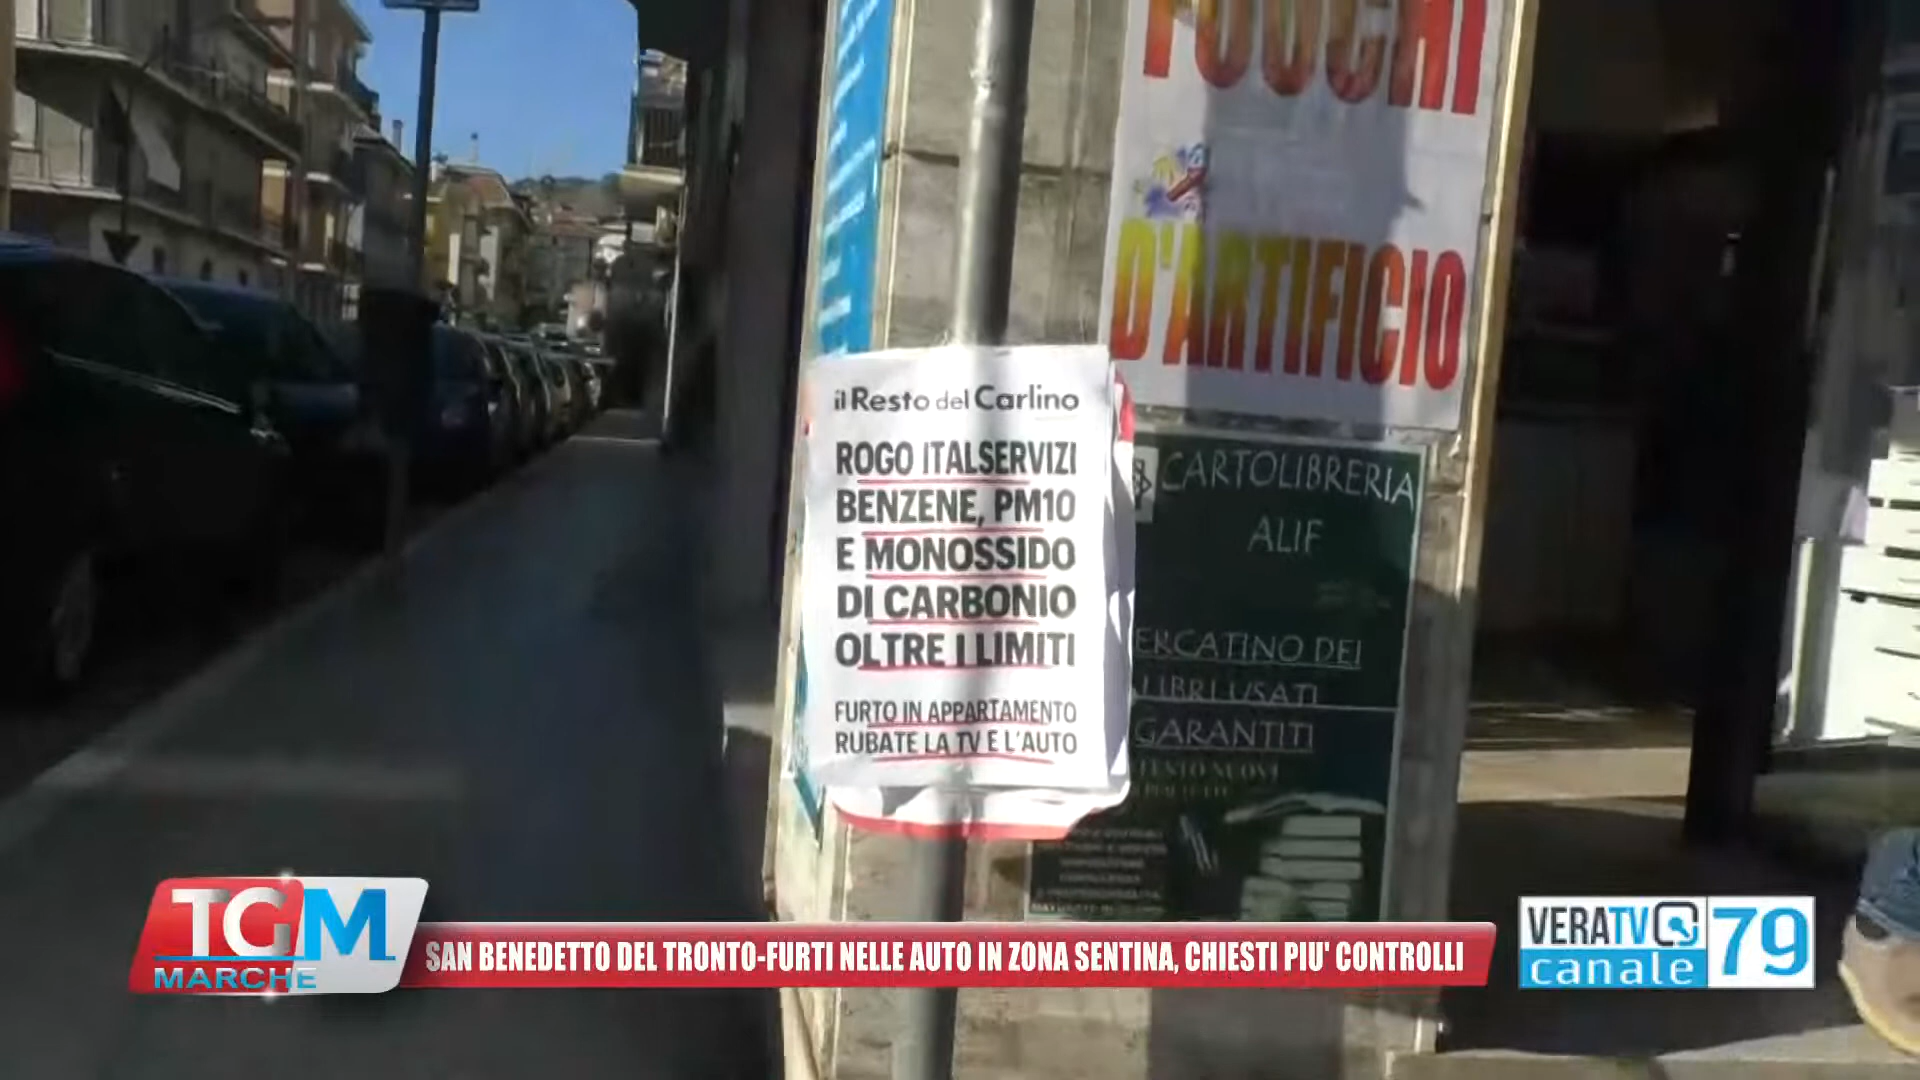 FUOCHI
D'ARTIFICIO
il Resto del Carlino
ROGO ITALSERVIZI
BENZENE, PM10
E MONOSSIDO
DI CARBONIO
OLTRE I LIMITI
FURTO IN APPARTAMENTO
RUBATE LA TV E L'AUTO
CARTOLIBRERIA
ALIF
ERCATINO DEI
LIBRI USATI
GARANTITI
TGM
MARCHE
SAN BENEDETTO DEL TRONTO-FURTI NELLE AUTO IN ZONA SENTINA, CHIESTI PIU' CONTROLLI
VERATV
canale
79